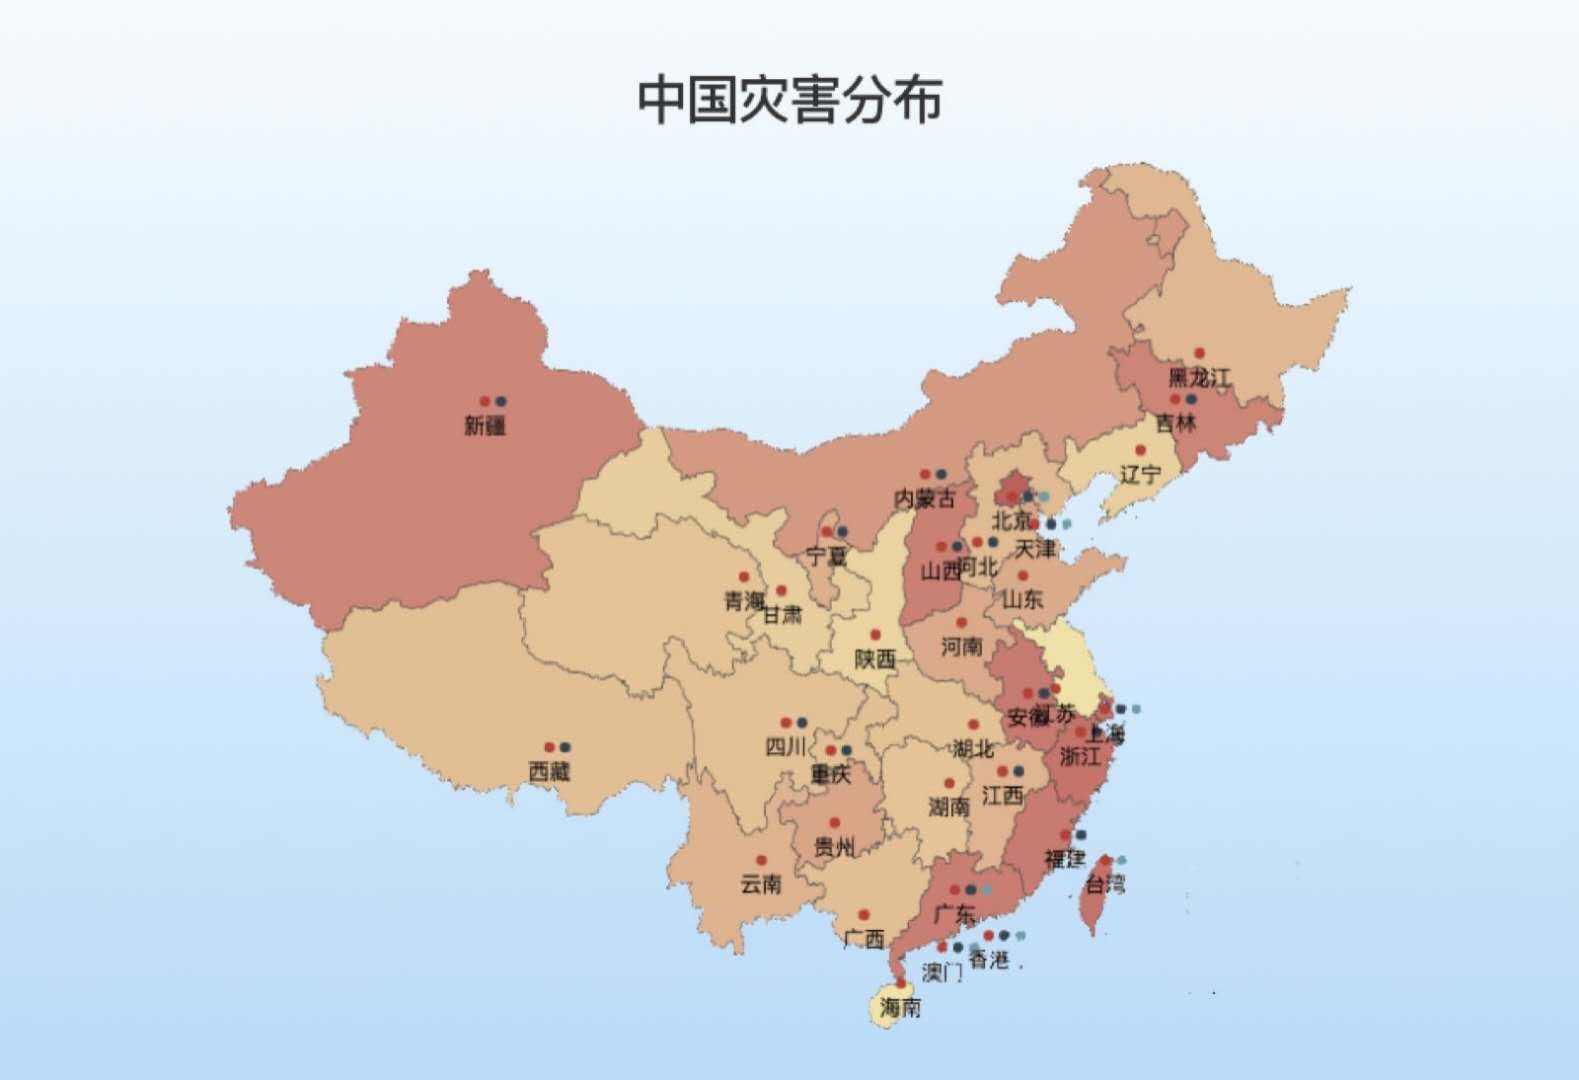 中国灾害分布
黑龙江
吉林
新疆
辽宁
内蒙古
北京
天津
宁夏
河北
山西
山东
青海
甘肃
河南
陕西
安徽
江苏
上海
湖北
四川
浙江
西藏
重庆
江西
湖南
贵州
福建
云南
台湾
广东
广西
香港
澳门
海南